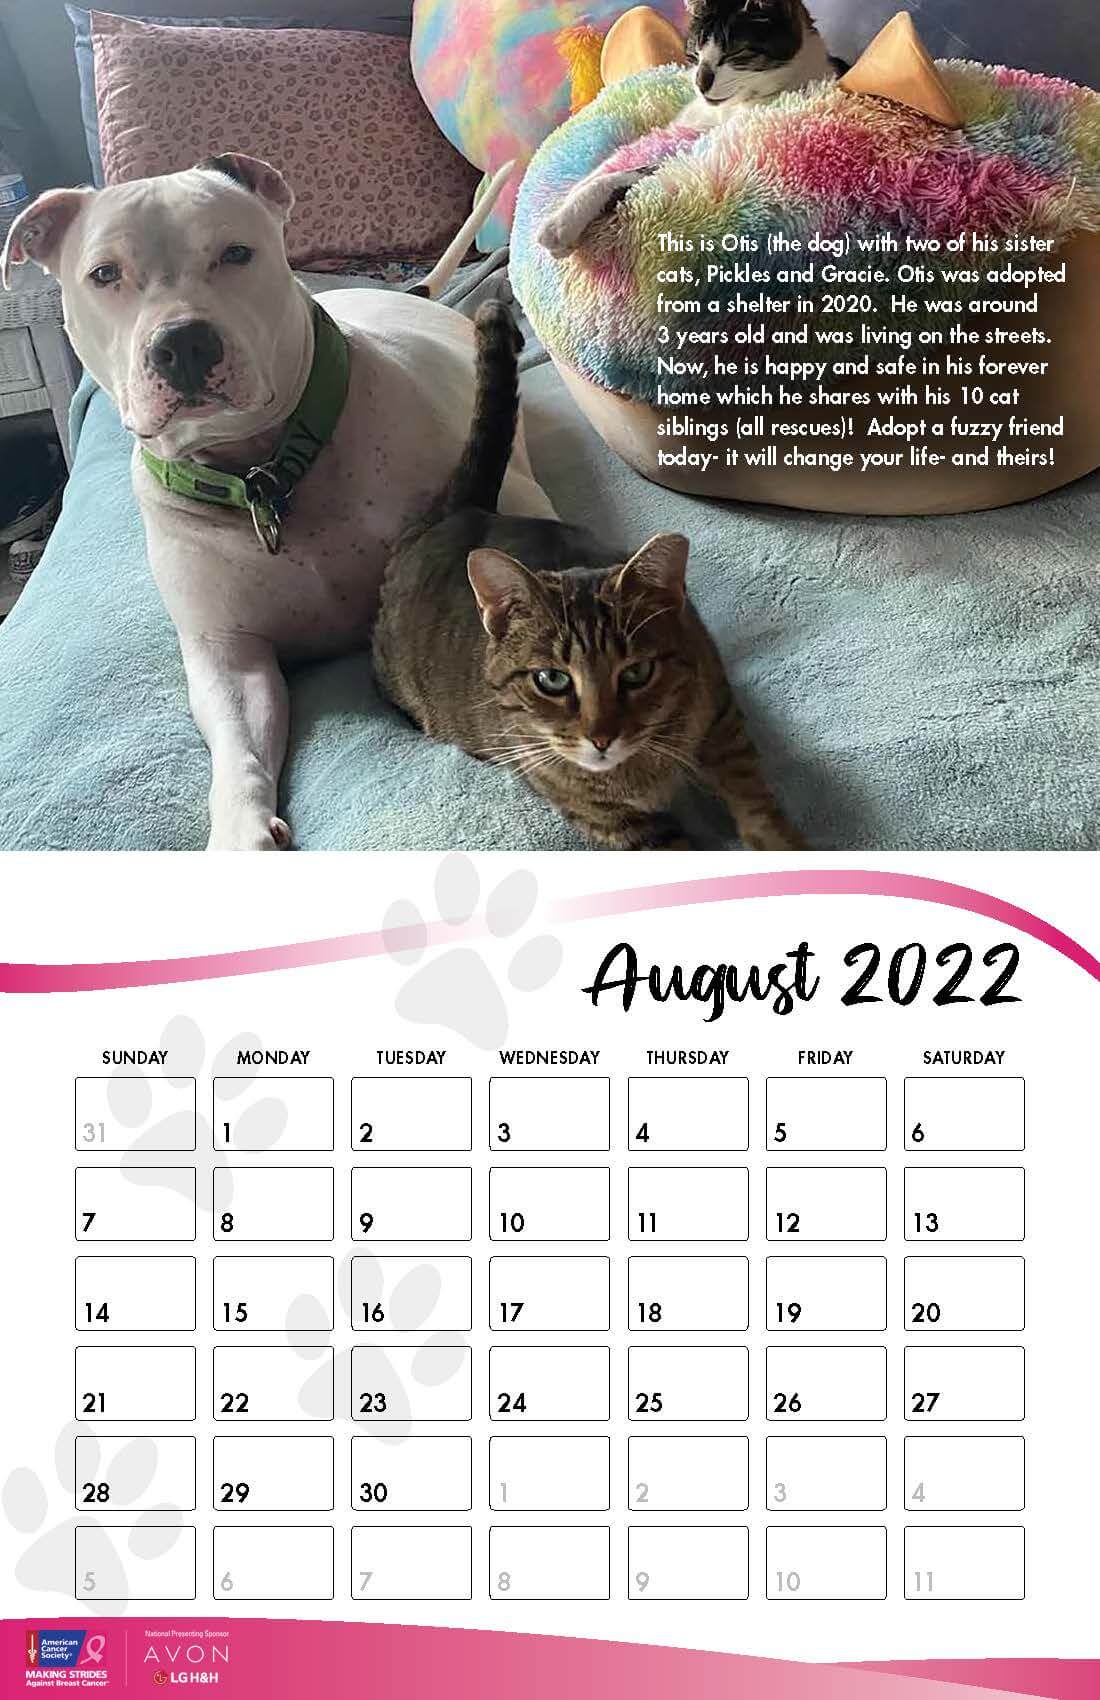 This is Otis (the dog) with two of his sister
cats, Pickles and Gracie. Otis was adopted
from a shelter in 2020. He was around
3 years old and was living on the streets.
Now, he is happy and safe in his forever
home which he shares with his 10 cat
siblings (all rescues)! Adopt a fuzzy friend
today- it will change your life- and theirs!
DIY
August 2022
SUNDAY MONDAY TUESDAY WEDNESDAY THURSDAY FRIDAY SATURDAY
31 1 2 3 4 5 6
7 8 9 10 11 12 13
14 15 16 17 18 19 20
21 22 23 24 25 26 27
28 29 30 1 2 3 4
5 6 7 8 9 10 11
American
Cancer
Society®
MAKING STRIDES
Against Breast Cancer®
National Presenting Sponsor
AVON
LG H&H